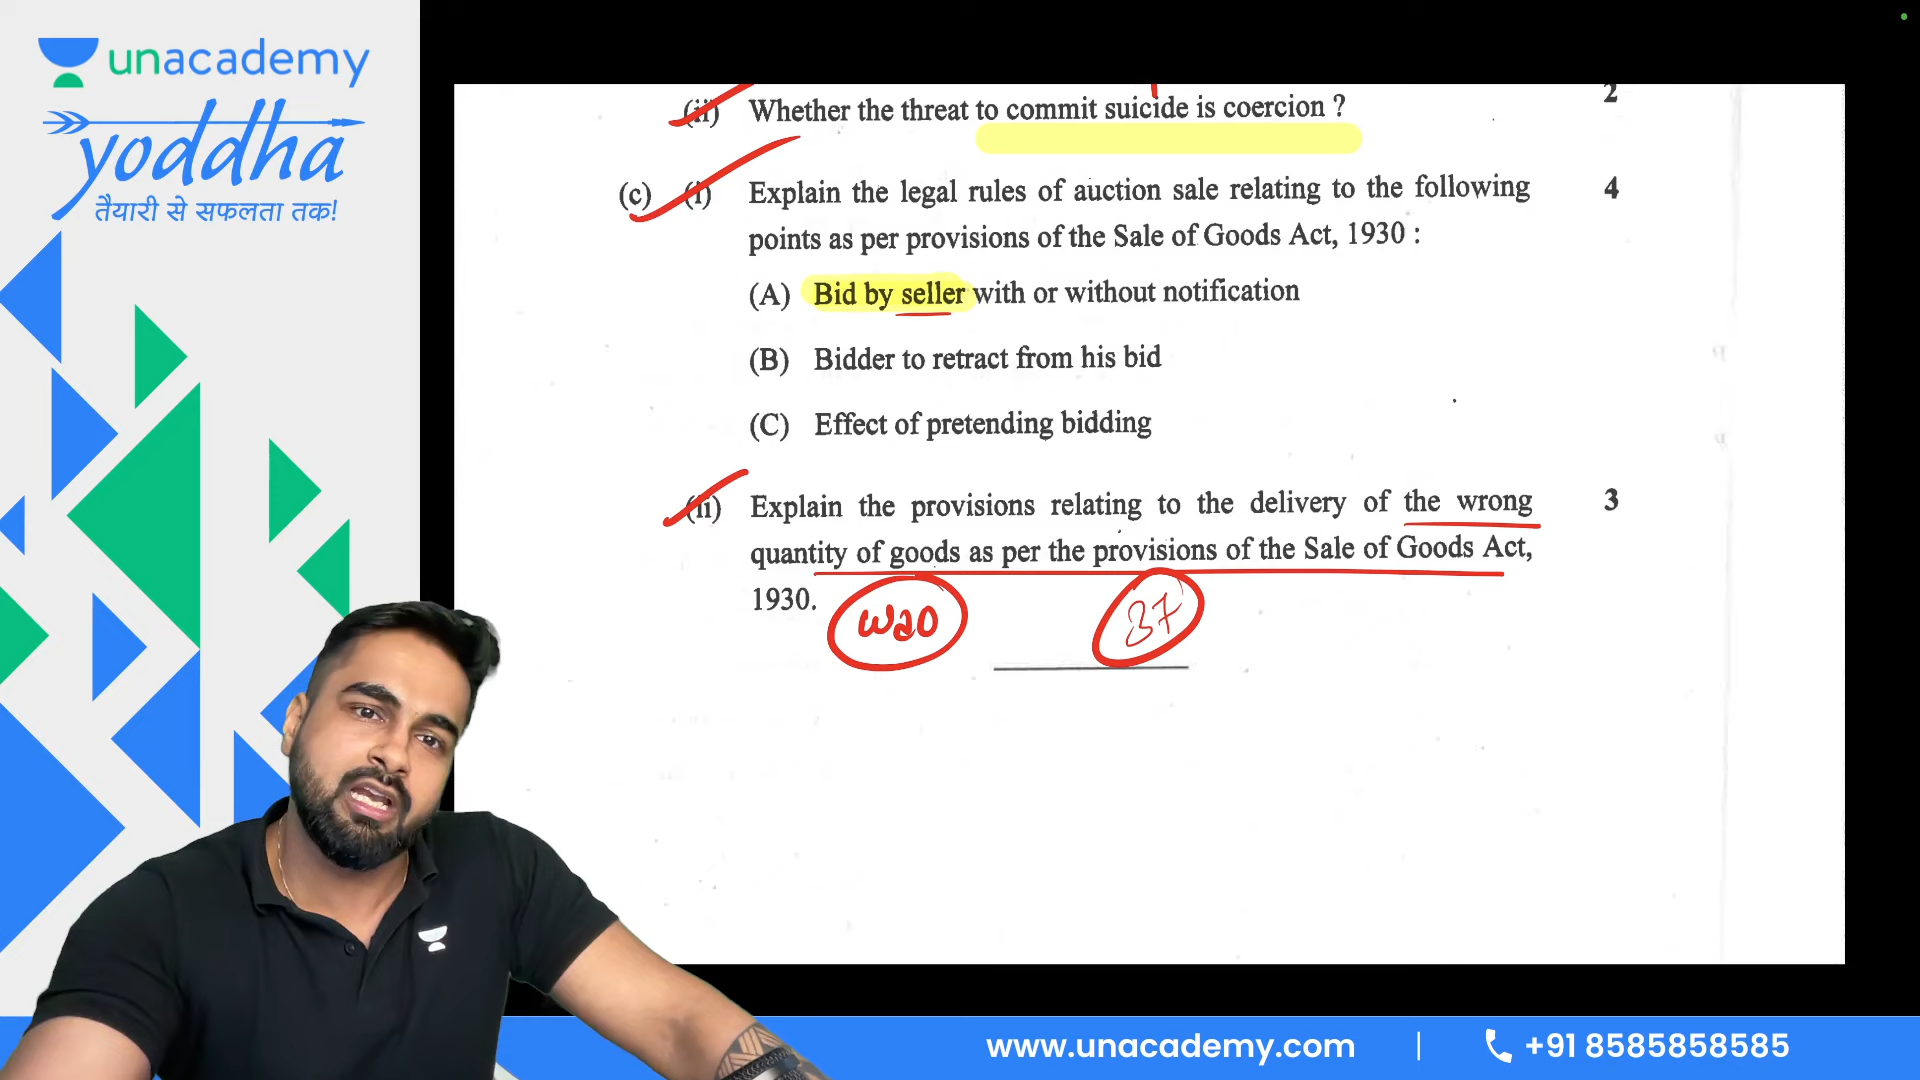 unacademy
yoddha
तैयारी से सफलता तक!
(ii) Whether the threat to commit suicide is coercion ? 2
(c) (i) Explain the legal rules of auction sale relating to the following 4
points as per provisions of the Sale of Goods Act, 1930 :
(A) Bid by seller with or without notification
(B) Bidder to retract from his bid
(C) Effect of pretending bidding
(ii) Explain the provisions relating to the delivery of the wrong 3
quantity of goods as per the provisions of the Sale of Goods Act,
1930.
37
www.unacademy.com | +91 8585858585